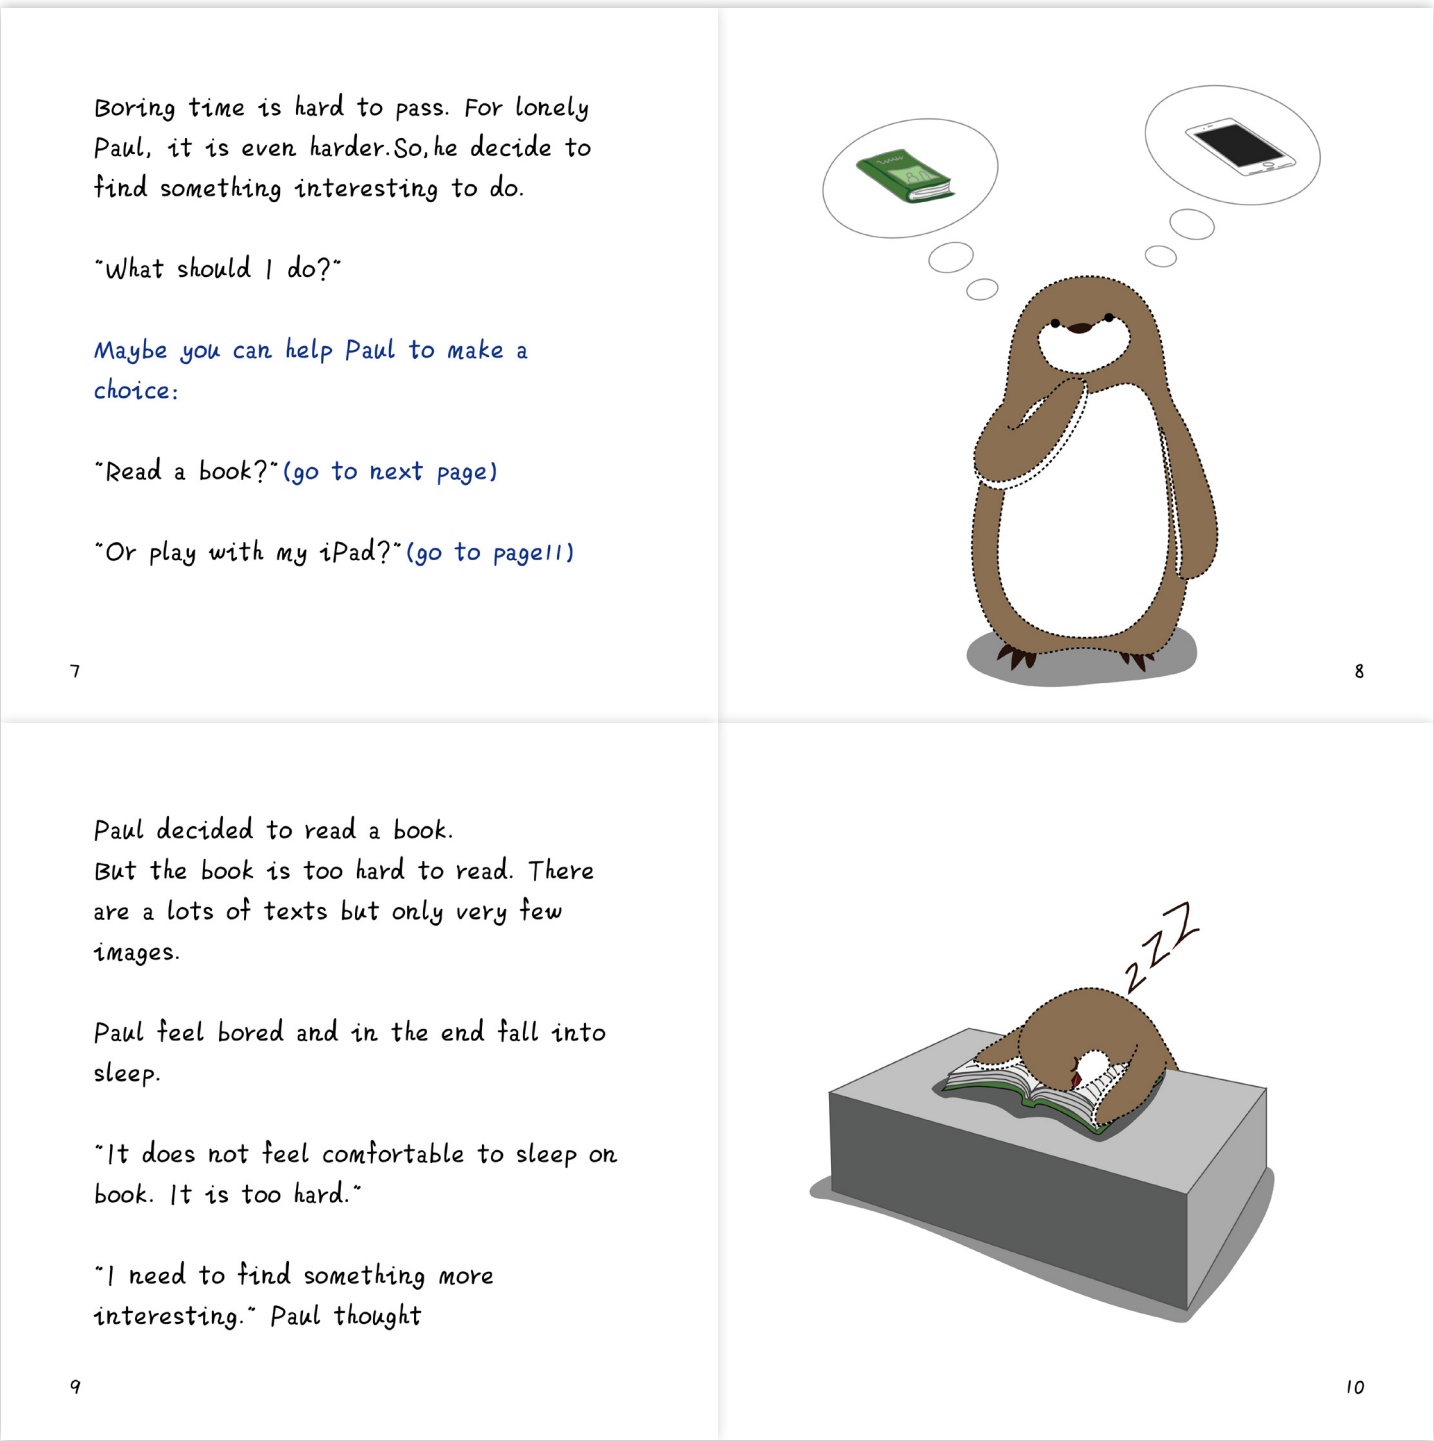 Boring time is hard to pass. For lonely
Paul, it is even harder.So,he decide to
find something interesting to do.
"What should I do?"
Maybe you can help Paul to make a
choice:
"Read a book?"(go to next page)
"Or play with my iPad?"(go to page11)
7
8
Paul decided to read a book.
But the book is too hard to read. There
are a lots of texts but only very few
images.
Paul feel bored and in the end fall into
sleep.
"It does not feel comfortable to sleep on
book. It is too hard."
"I need to find something more
interesting." Paul thought
9
zZZ
10